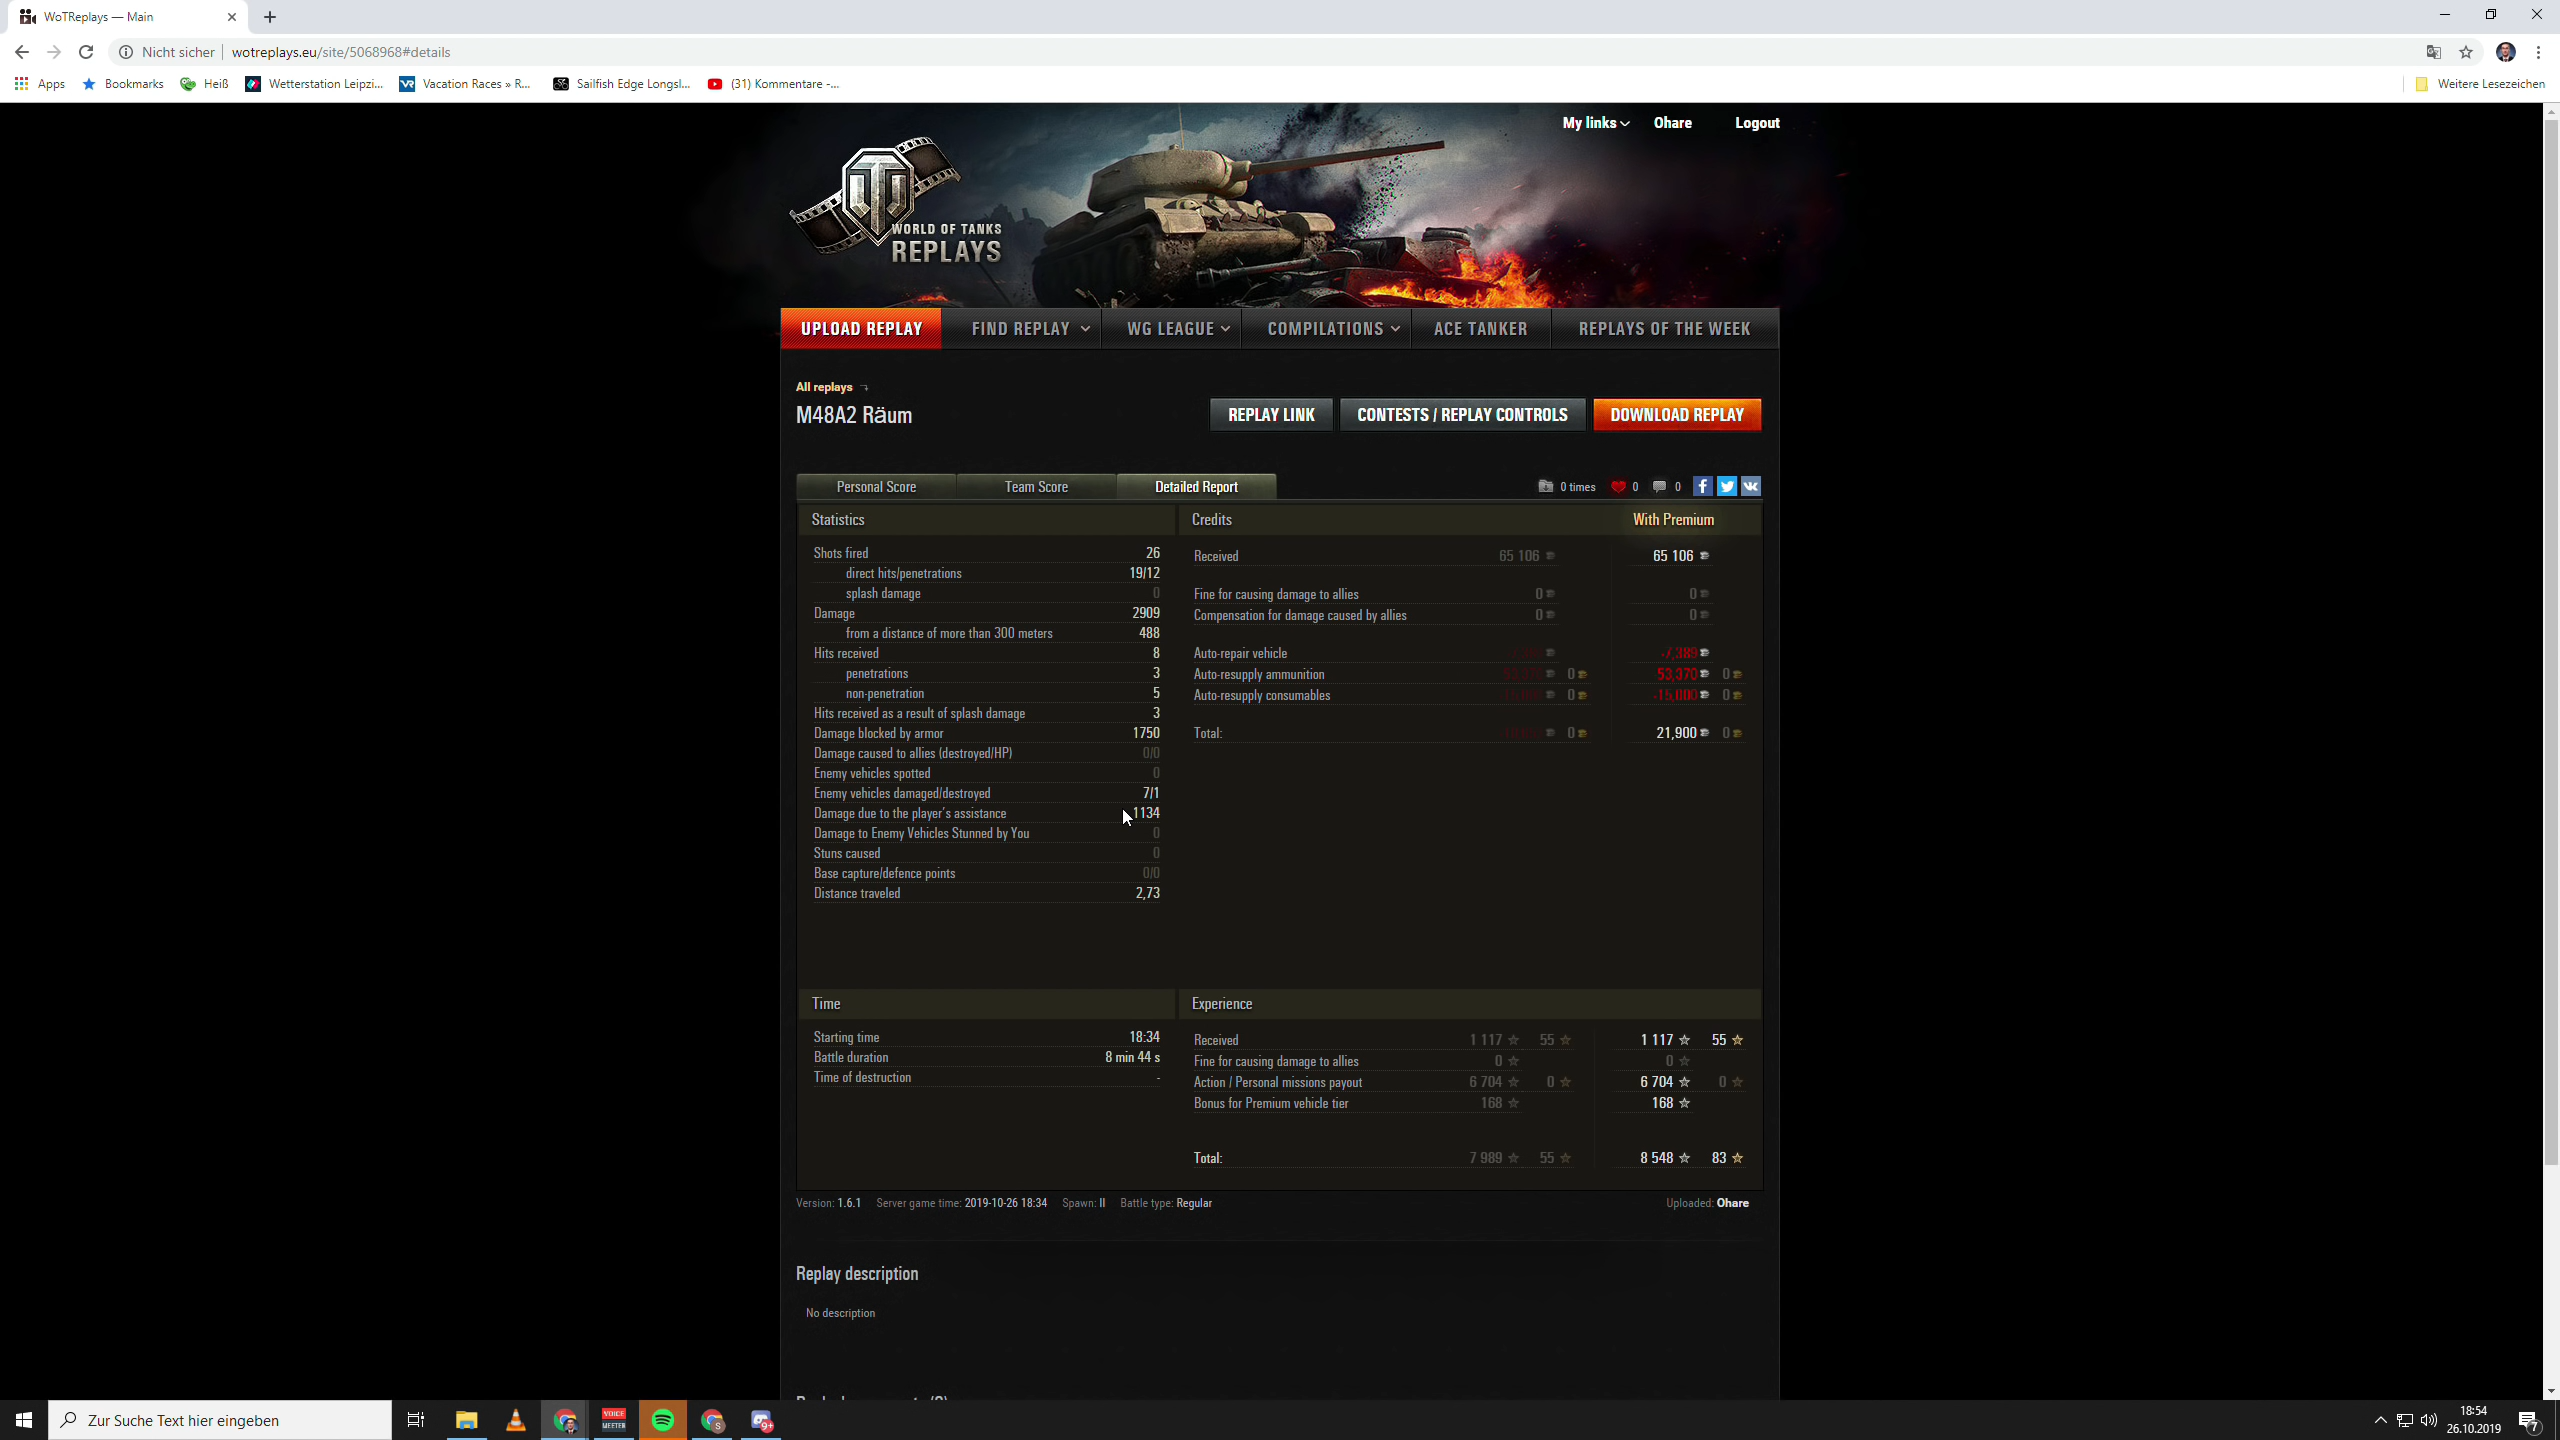 WoTReplays — Main
Nicht sicher | wotreplays.eu/site/5068968#details
Apps Bookmarks Heiß Wetterstation Leipzi... Vacation Races » R... Sailfish Edge Longsl... (31) Kommentare -... Weitere Lesezeichen
My links Ohare Logout
WORLD OF TANKS
REPLAYS
UPLOAD REPLAY FIND REPLAY WG LEAGUE COMPILATIONS ACE TANKER REPLAYS OF THE WEEK
All replays
M48A2 Räum REPLAY LINK CONTESTS / REPLAY CONTROLS DOWNLOAD REPLAY
Personal Score Team Score Detailed Report 0 times 0 0
Statistics
Shots fired 26
direct hits/penetrations 19/12
splash damage 0
Damage 2909
from a distance of more than 300 meters 488
Hits received 8
penetrations 3
non-penetration 5
Hits received as a result of splash damage 3
Damage blocked by armor 1750
Damage caused to allies (destroyed/HP) 0/0
Enemy vehicles spotted 0
Enemy vehicles damaged/destroyed 7/1
Damage due to the player's assistance 1134
Damage to Enemy Vehicles Stunned by You 0
Stuns caused 0
Base capture/defence points 0/0
Distance traveled 2,73
Credits With Premium
Received 65 106 65 106
Fine for causing damage to allies 0 0
Compensation for damage caused by allies 0 0
Auto-repair vehicle -7,389
Auto-resupply ammunition 0 53,370 0
Auto-resupply consumables 0 -15,000 0
Total: 0 21,900 0
Time
Starting time 18:34
Battle duration 8 min 44 s
Time of destruction -
Experience
Received 1 117 55 1 117 55
Fine for causing damage to allies 0 0
Action / Personal missions payout 6 704 0 6 704 0
Bonus for Premium vehicle tier 168 168
Total: 7 989 55 8 548 83
Version: 1.6.1 Server game time: 2019-10-26 18:34 Spawn: II Battle type: Regular Uploaded: Ohare
Replay description
No description
Zur Suche Text hier eingeben
VOICE
MEETER
S
9+
18:54
26.10.2019
7